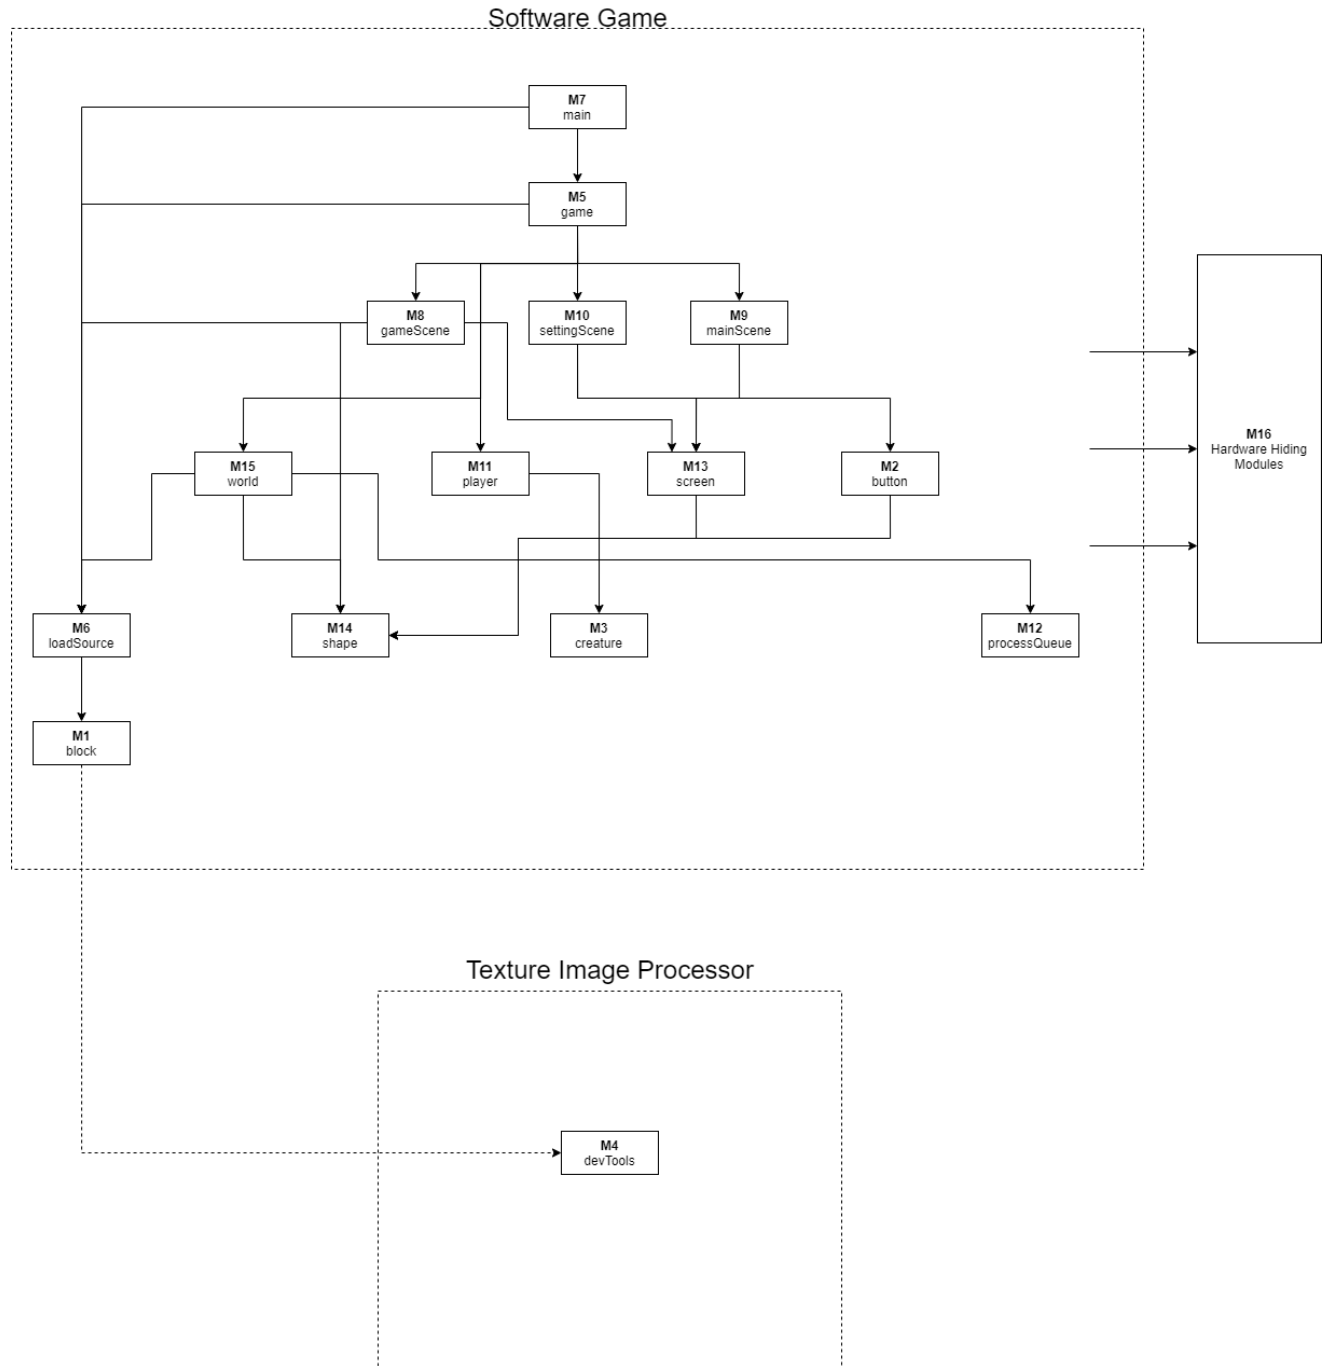 Software Game
M7
main
M5
game
M8
gameScene
M10
settingScene
M9
mainScene
M16
Hardware Hiding
Modules
M15
world
M11
player
M13
screen
M2
button
M6
loadSource
M14
shape
M3
creature
M12
processQueue
M1
block
Texture Image Processor
M4
devTools